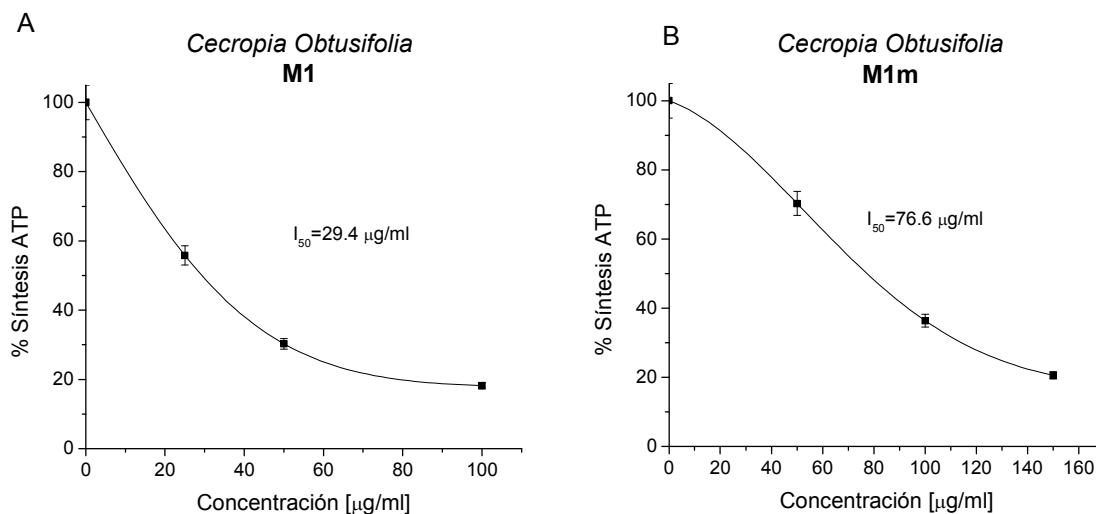 A
Cecropia Obtusifolia
M1
100
80
60
40
20
0
% Síntesis ATP
I50=29.4 μg/ml
0 20 40 60 80 100
Concentración [μg/ml]
B
Cecropia Obtusifolia
M1m
100
80
60
40
20
0
% Síntesis ATP
I50=76.6 μg/ml
0 20 40 60 80 100 120 140 160
Concentración [μg/ml]